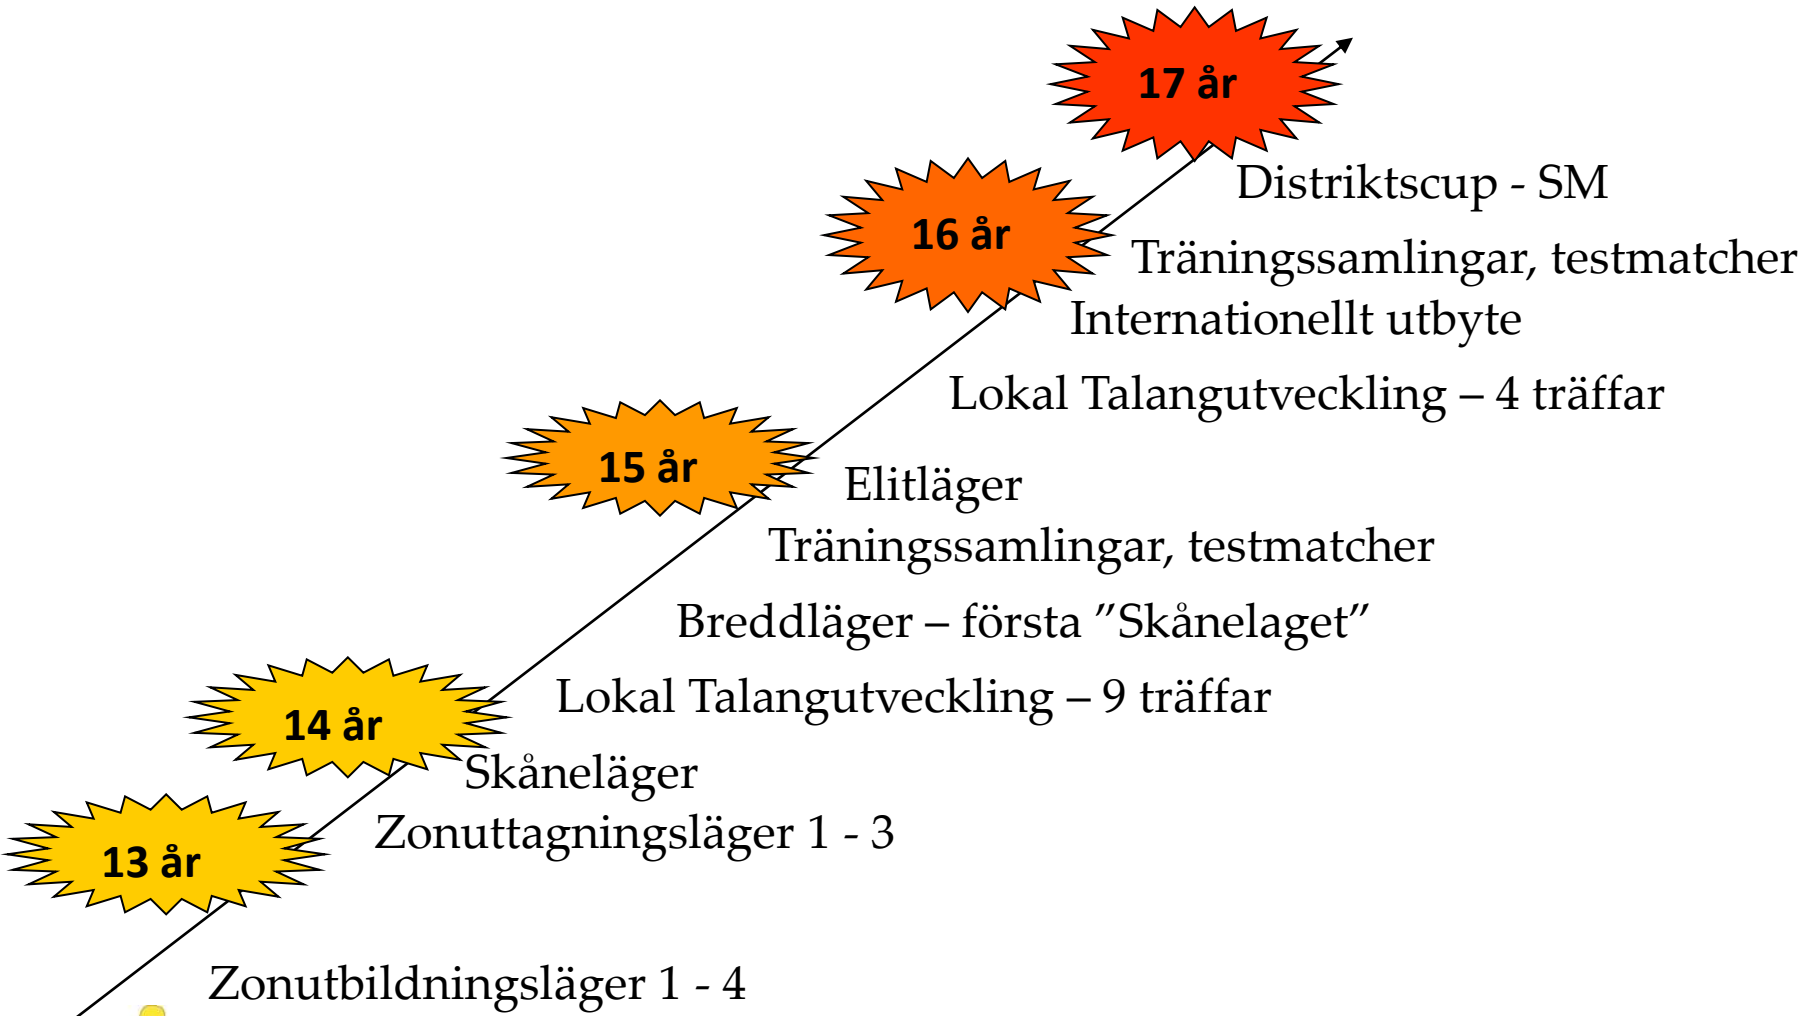 17 år
Distriktscup - SM
16 år
Träningssamlingar, testmatcher
Internationellt utbyte
Lokal Talangutveckling – 4 träffar
15 år
Elitläger
Träningssamlingar, testmatcher
Breddläger – första ”Skånelaget”
Lokal Talangutveckling – 9 träffar
14 år
Skåneläger
Zonuttagningsläger 1 - 3
13 år
Zonutbildningsläger 1 - 4